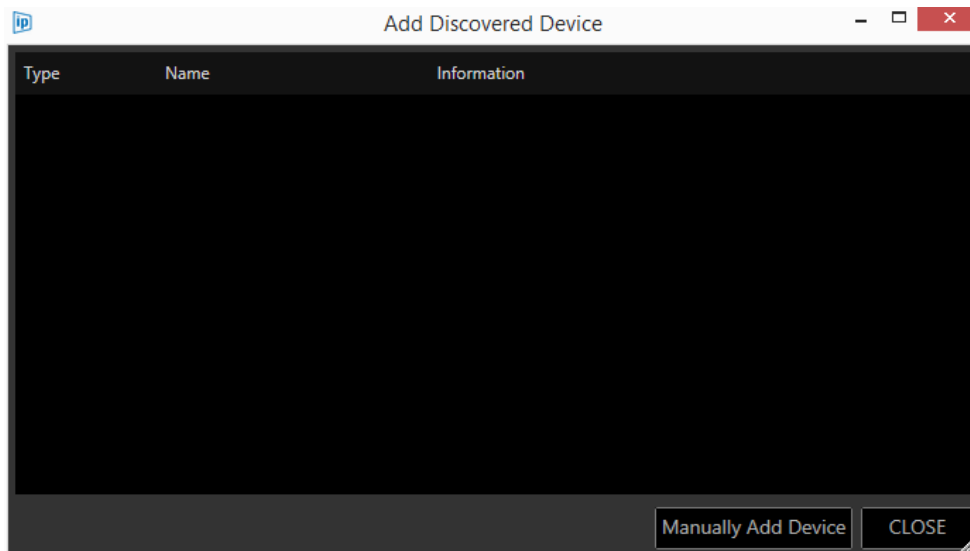 ip
Add Discovered Device
Type Name Information
Manually Add Device CLOSE